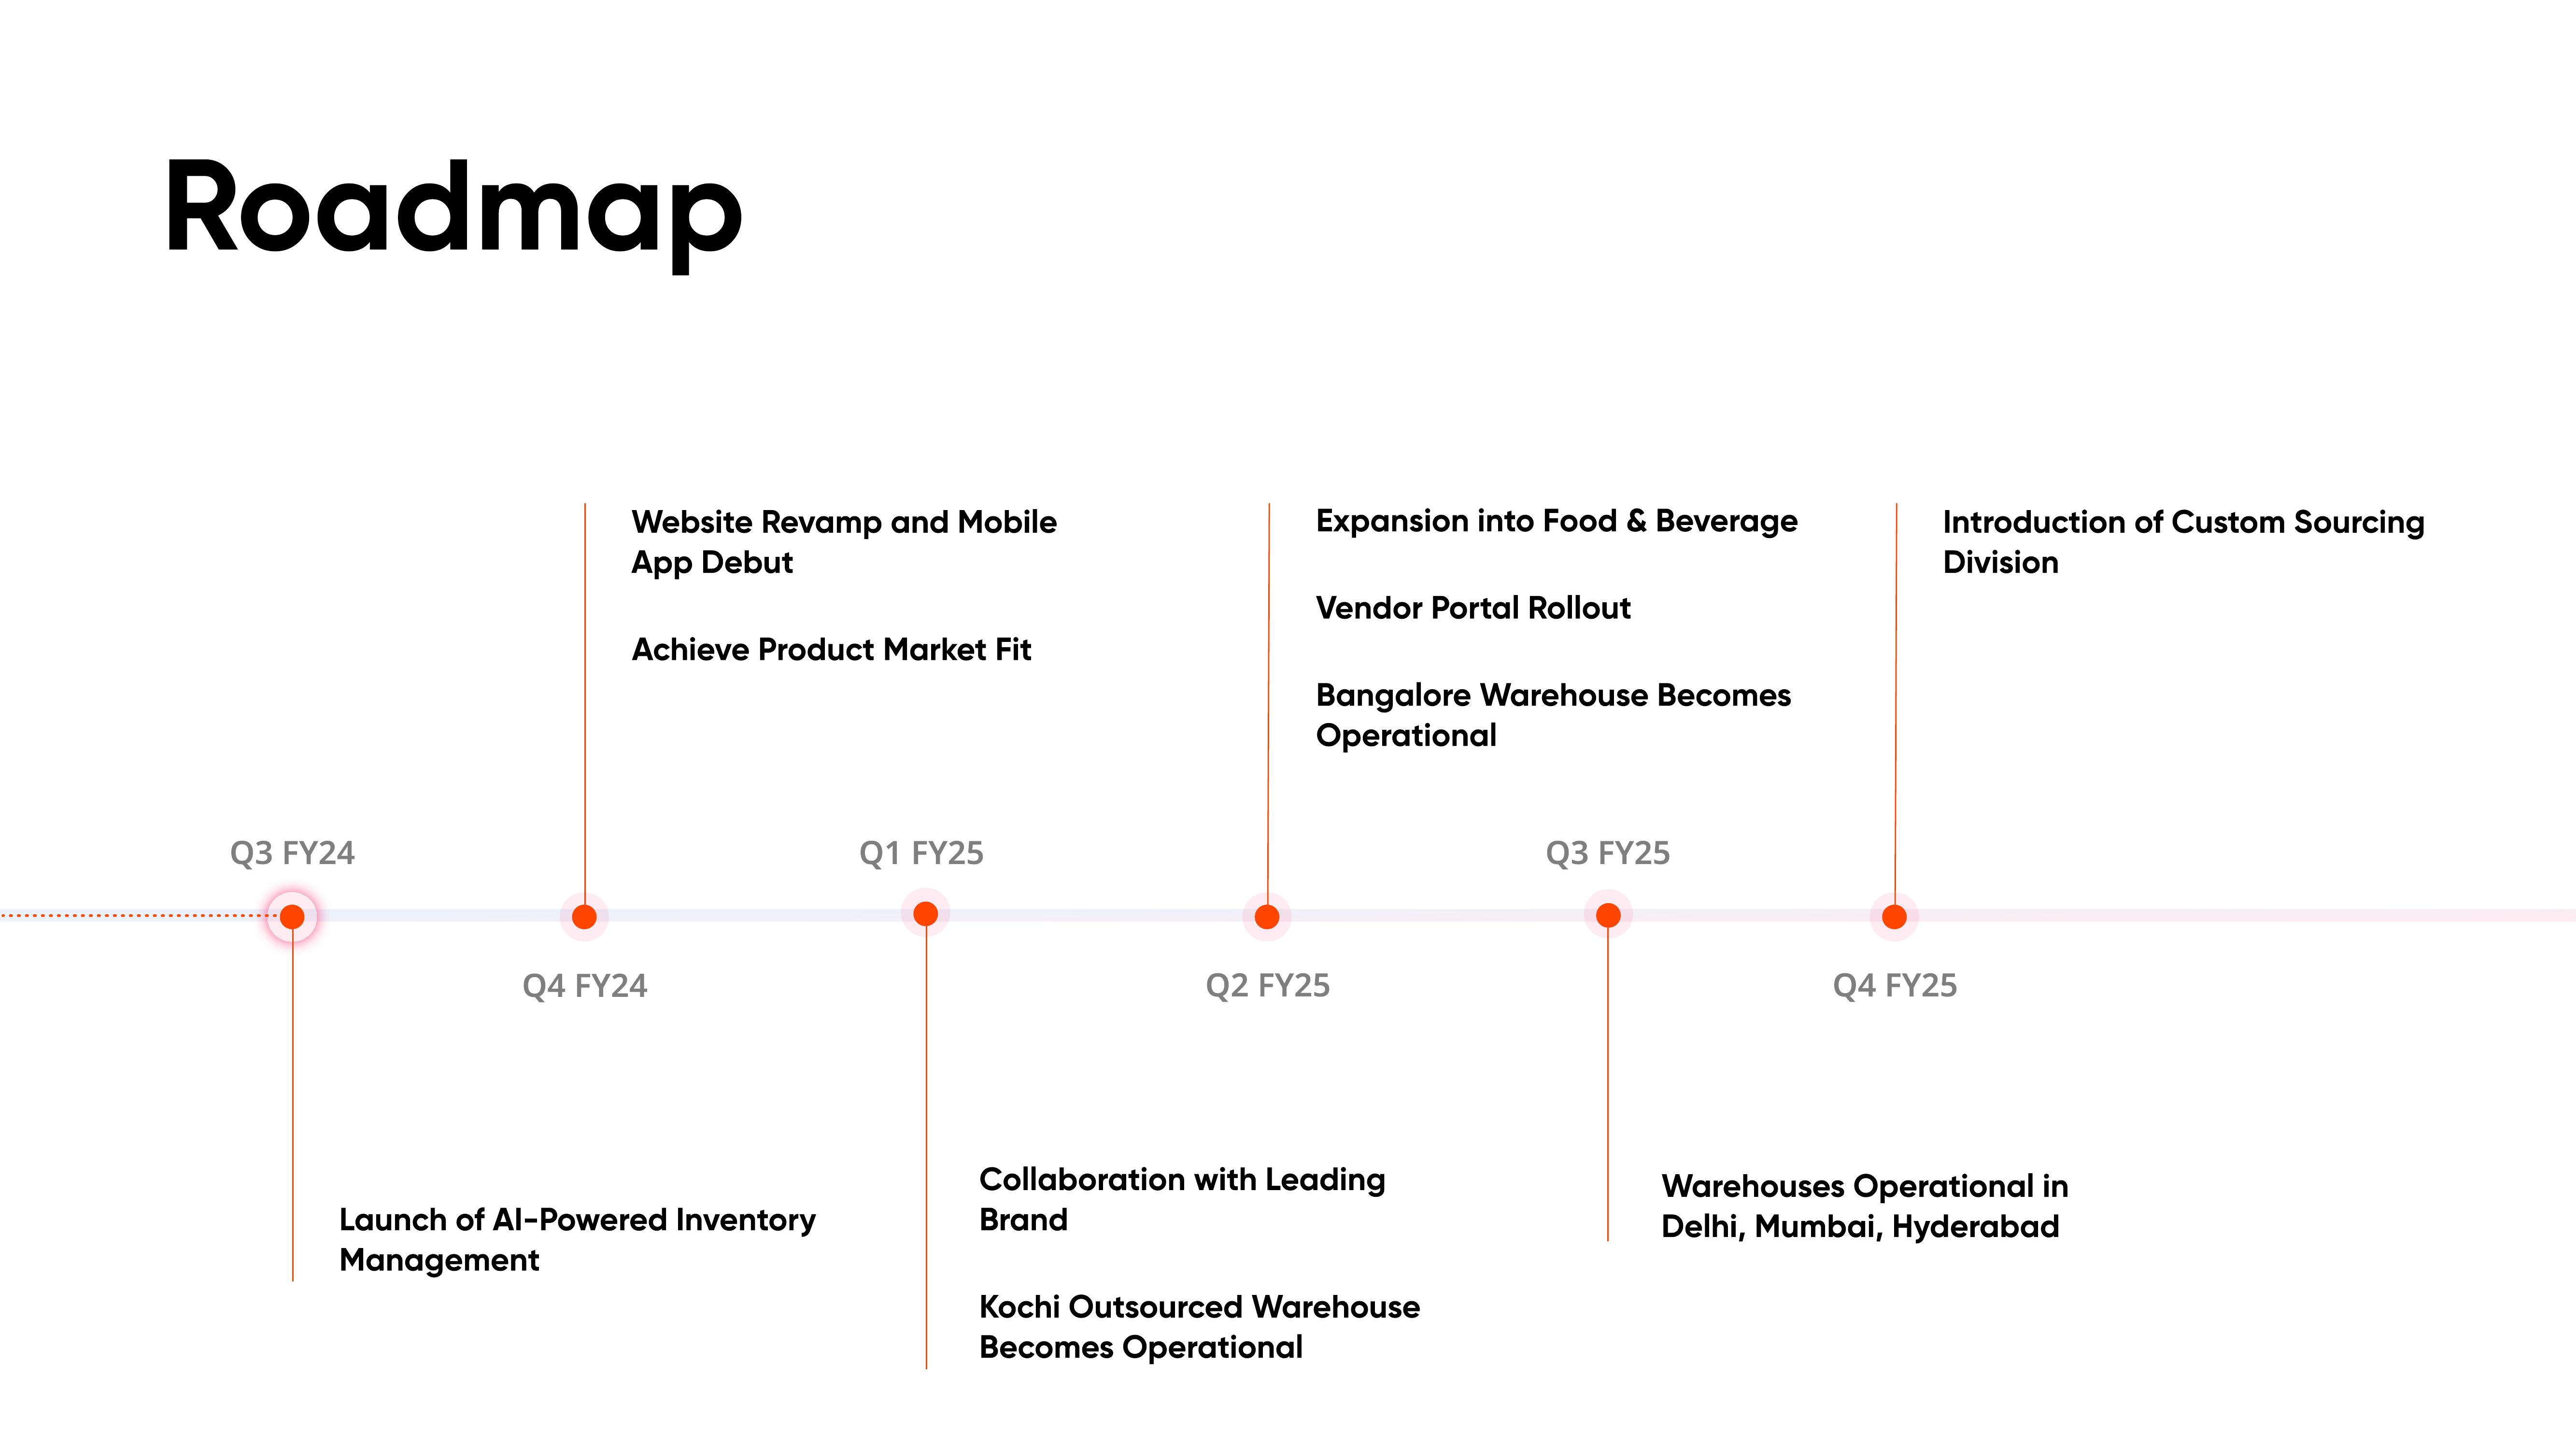 Roadmap
Website Revamp and Mobile
App Debut
Achieve Product Market Fit
Expansion into Food & Beverage
Vendor Portal Rollout
Bangalore Warehouse Becomes
Operational
Introduction of Custom Sourcing
Division
Q3 FY24
Q1 FY25
Q3 FY25
Q4 FY24
Q2 FY25
Q4 FY25
Launch of AI-Powered Inventory
Management
Collaboration with Leading
Brand
Kochi Outsourced Warehouse
Becomes Operational
Warehouses Operational in
Delhi, Mumbai, Hyderabad